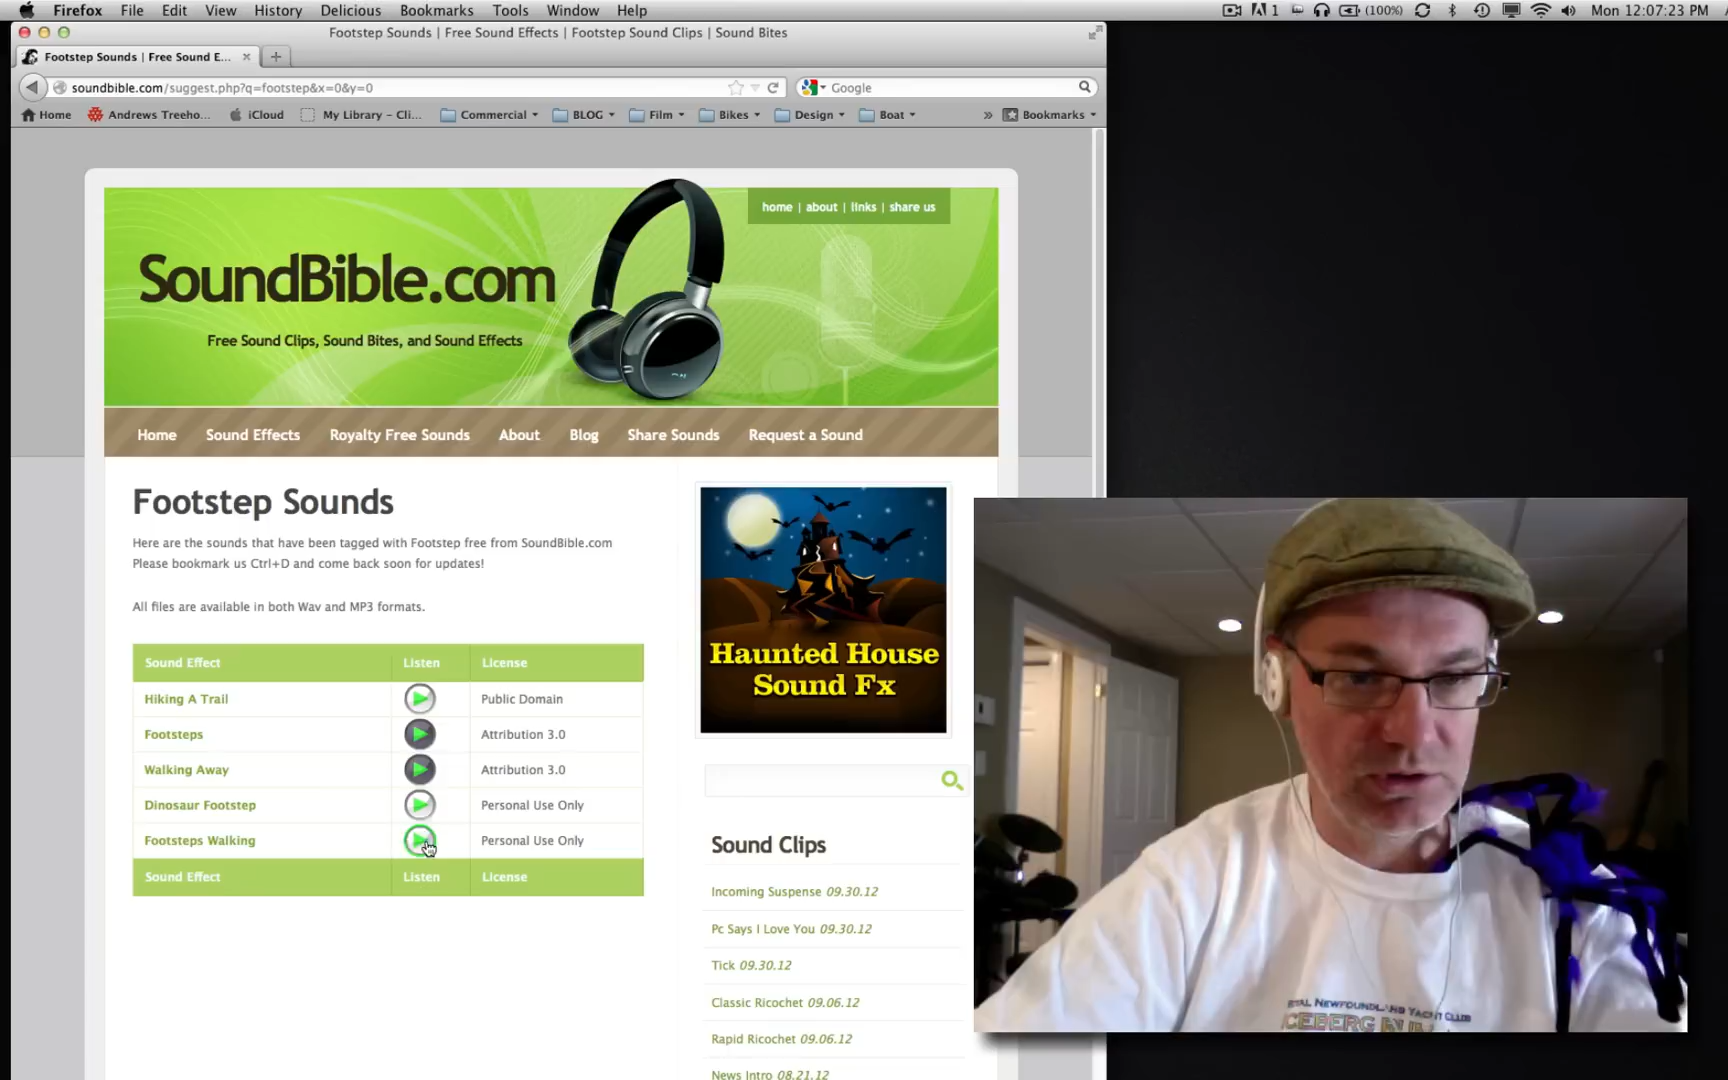 Firefox File Edit View History Delicious Bookmarks Tools Window Help 1 (100%) Mon 12:07:23 PM
Footstep Sounds | Free Sound Effects | Footstep Sound Clips | Sound Bites
Footstep Sounds | Free Sound E...
soundbible.com/suggest.php?q=footstep&x=0&y=0 Google
Home Andrews Treeho... iCloud My Library – Cli... Commercial BLOG Film Bikes Design Boat » Bookmarks
home | about | links | share us
SoundBible.com
Free Sound Clips, Sound Bites, and Sound Effects
Home Sound Effects Royalty Free Sounds About Blog Share Sounds Request a Sound
Footstep Sounds
Here are the sounds that have been tagged with Footstep free from SoundBible.com
Please bookmark us Ctrl+D and come back soon for updates!
All files are available in both Wav and MP3 formats.
Sound Effect Listen License
Hiking A Trail Public Domain
Footsteps Attribution 3.0
Walking Away Attribution 3.0
Dinosaur Footstep Personal Use Only
Footsteps Walking Personal Use Only
Sound Effect Listen License
Haunted House
Sound Fx
Sound Clips
Incoming Suspense 09.30.12
Pc Says I Love You 09.30.12
Tick 09.30.12
Classic Ricochet 09.06.12
Rapid Ricochet 09.06.12
News Intro 08.21.12
NEWFOUNDLAND YACHT CLUB
ICEBERG RUN